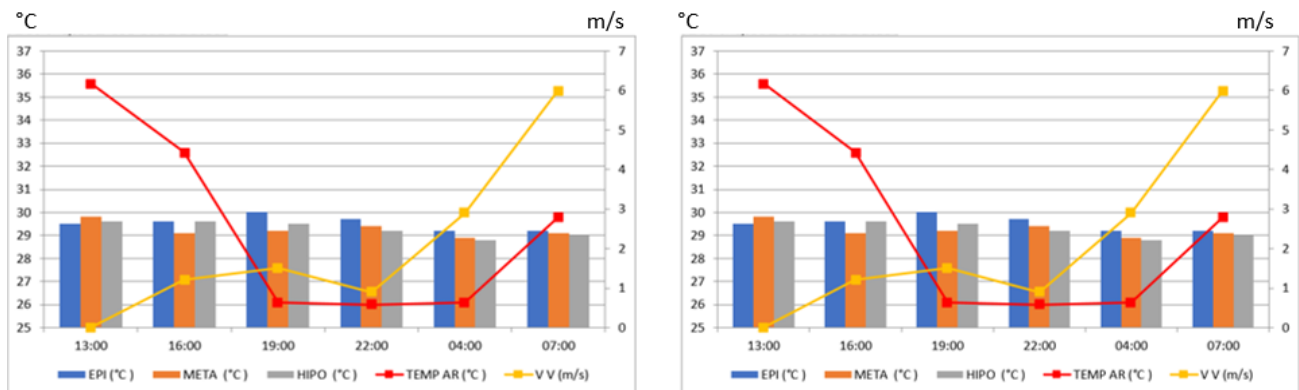 °C m/s °C m/s
37 7 37 7
36 36
35 6 35 6
34 34
33 5 33 5
32 4 32 4
31 31
30 3 30 3
29 29
28 2 28 2
27 27
26 1 26 1
25 0 25 0
13:00 16:00 19:00 22:00 04:00 07:00 13:00 16:00 19:00 22:00 04:00 07:00
EPI (°C) META (°C) HIPO (°C) TEMP AR (°C) V V (m/s) EPI (°C) META (°C) HIPO (°C) TEMP AR (°C) V V (m/s)